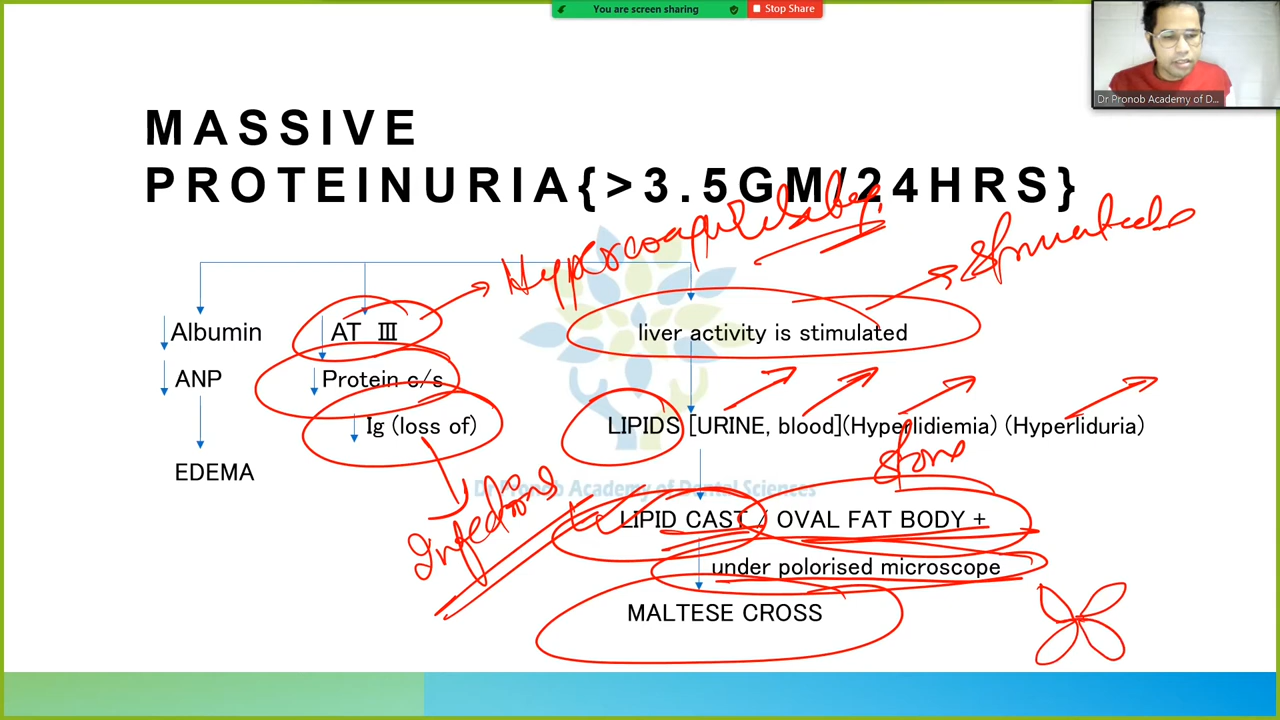 You are screen sharing
Stop Share
Dr Pronob Academy of D...
MASSIVE
PROTEINURIA{>3.5GM/24HRS}
Hypercoagulability
Stimulated
Albumin
AT III
liver activity is stimulated
ANP
Protein c/s
Ig (loss of)
LIPIDS [URINE, blood](Hyperlidiemia) (Hyperliduria)
EDEMA
Dr Pronob Academy of Dental Sciences
Infections
LIPID CAST / OVAL FAT BODY +
under polorised microscope
MALTESE CROSS